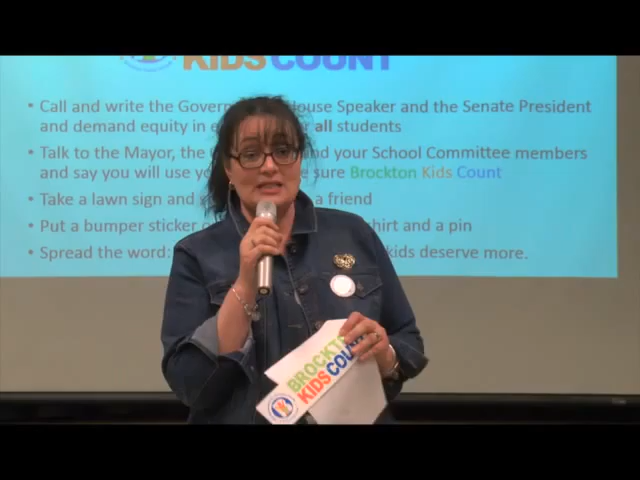 KIDS COUNT
• Call and write the Govern House Speaker and the Senate President
and demand equity in e r all students
• Talk to the Mayor, the nd your School Committee members
and say you will use yo e sure Brockton Kids Count
• Take a lawn sign and a friend
• Put a bumper sticker o shirt and a pin
• Spread the word: kids deserve more.
BROCKTO
KIDS COUNT